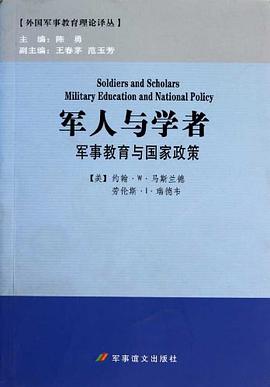 【外国军事教育理论译丛】
主 编：陈 勇
副主编：王春茅 范玉芳
Soldiers and Scholars
Military Education and National Policy
军人与学者
军事教育与国家政策
【美】约翰·W·马斯兰德
劳伦斯·I·瑞德韦
军事谊文出版社